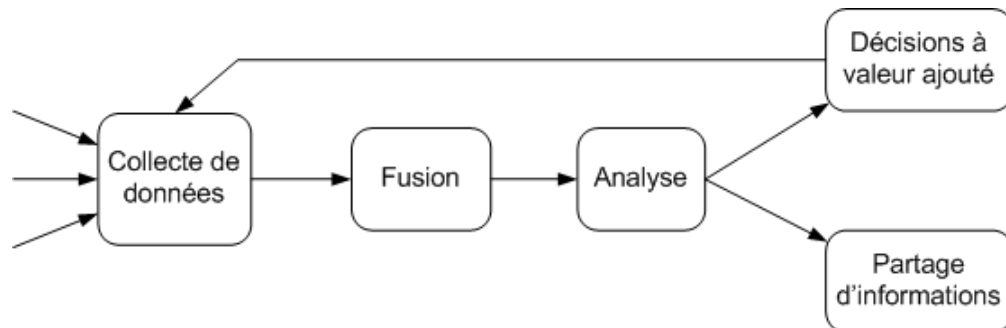 Décisions à
valeur ajouté
Collecte de
données
Fusion
Analyse
Partage
d'informations